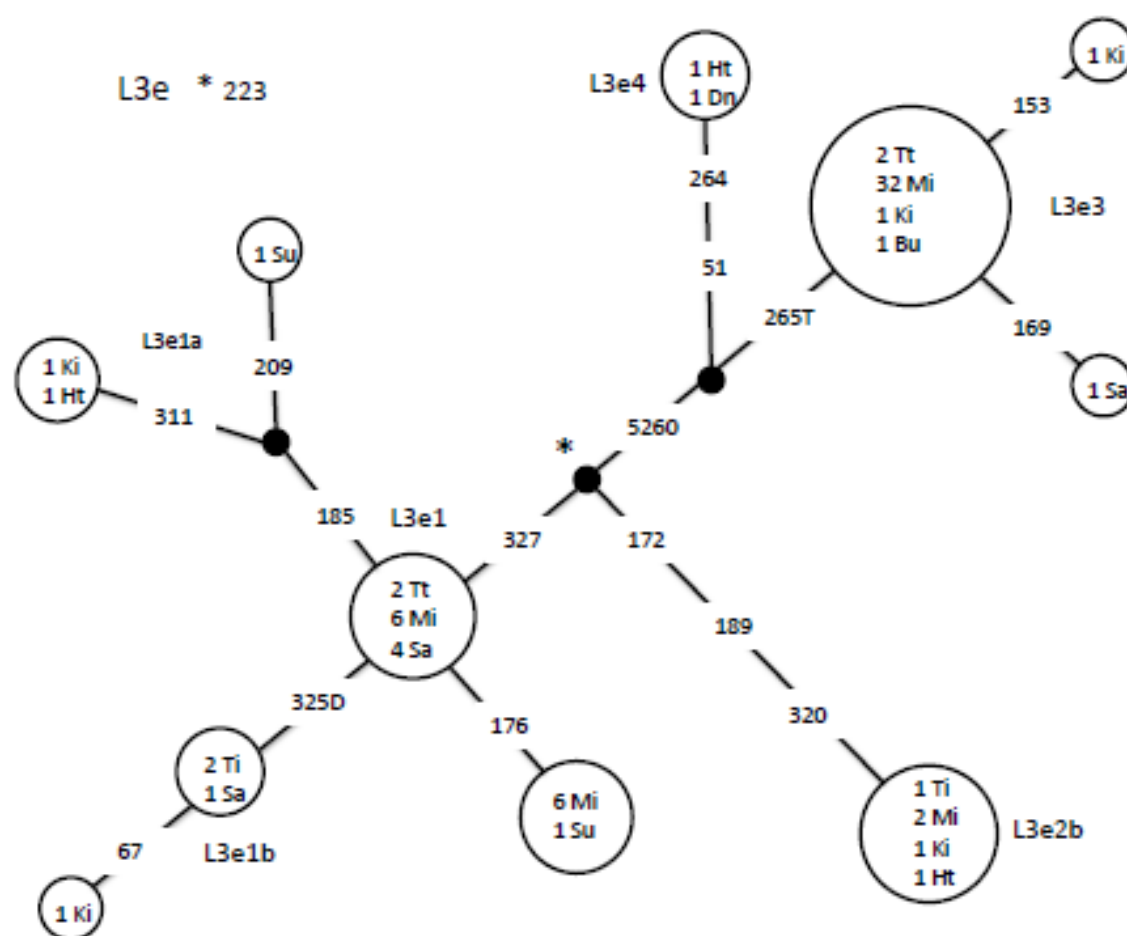 L3e * 223
L3e4
1 Ht
1 Dn
1 Ki
153
264
2 Tt
32 Mi
1 Ki
1 Bu
L3e3
1 Su
51
265T
169
1 Sa
L3e1a
209
1 Ki
1 Ht
311
5260
*
185
L3e1
327
172
2 Tt
6 Mi
4 Sa
189
325D
176
320
2 Ti
1 Sa
6 Mi
1 Su
1 Ti
2 Mi
1 Ki
1 Ht
L3e2b
67
L3e1b
1 Ki